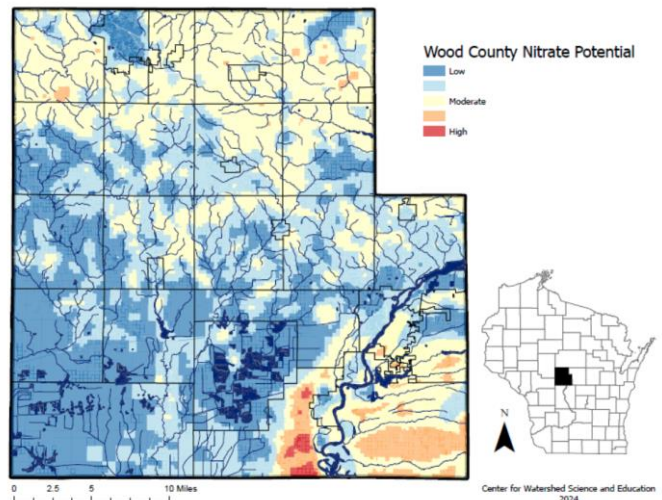 Wood County Nitrate Potential
Low
Moderate
High
N
0 2.5 5 10 Miles
Center for Watershed Science and Education
2024